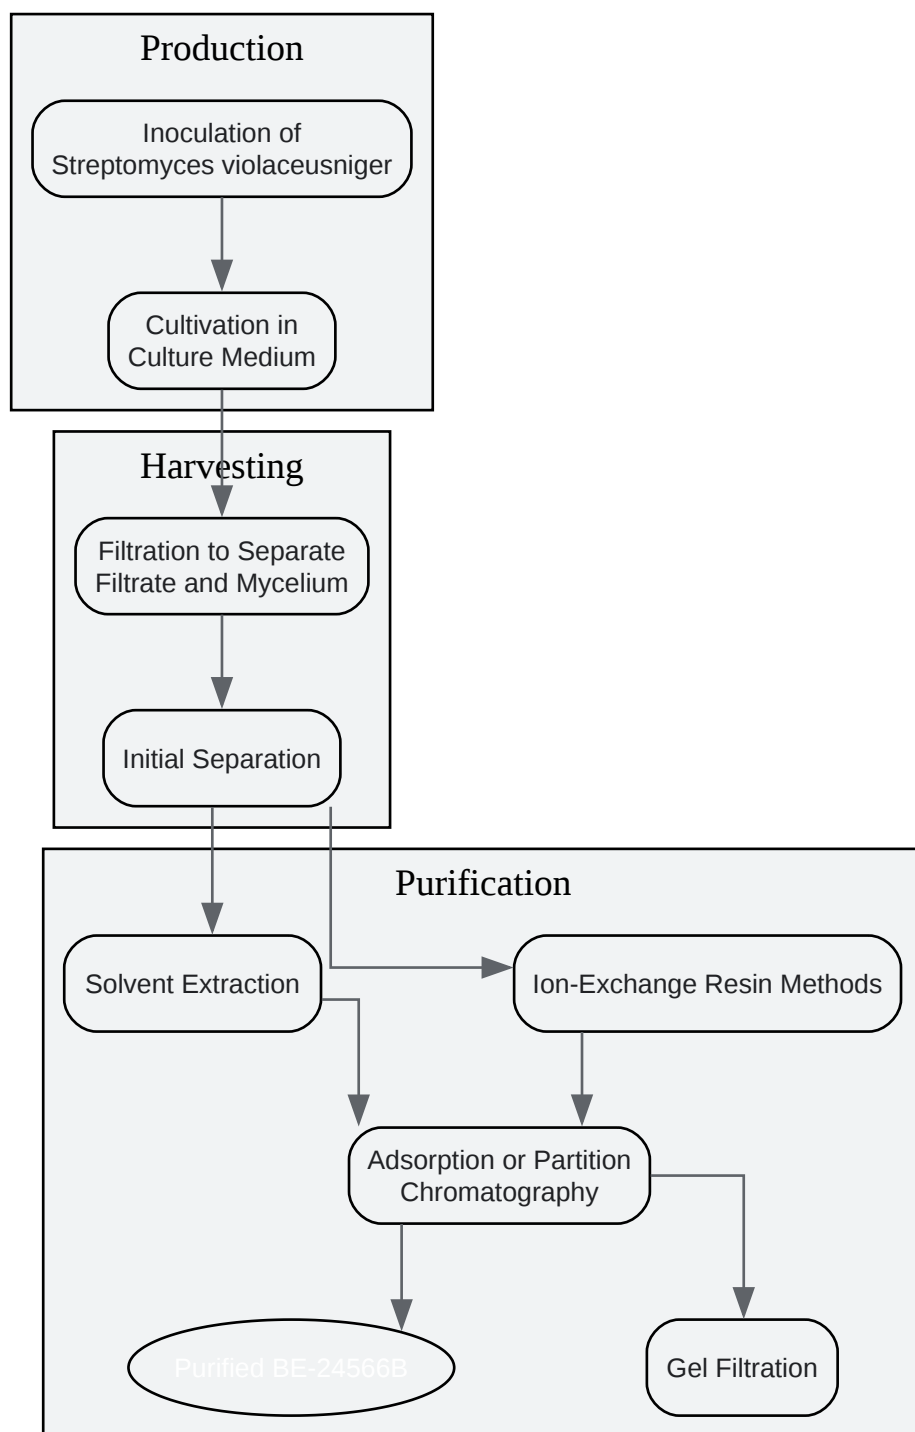 Production
Inoculation of
Streptomyces violaceusniger
Cultivation in
Culture Medium
Harvesting
Filtration to Separate
Filtrate and Mycelium
Initial Separation
Purification
Solvent Extraction
Ion-Exchange Resin Methods
Adsorption or Partition
Chromatography
Purified BE-24566B
Gel Filtration